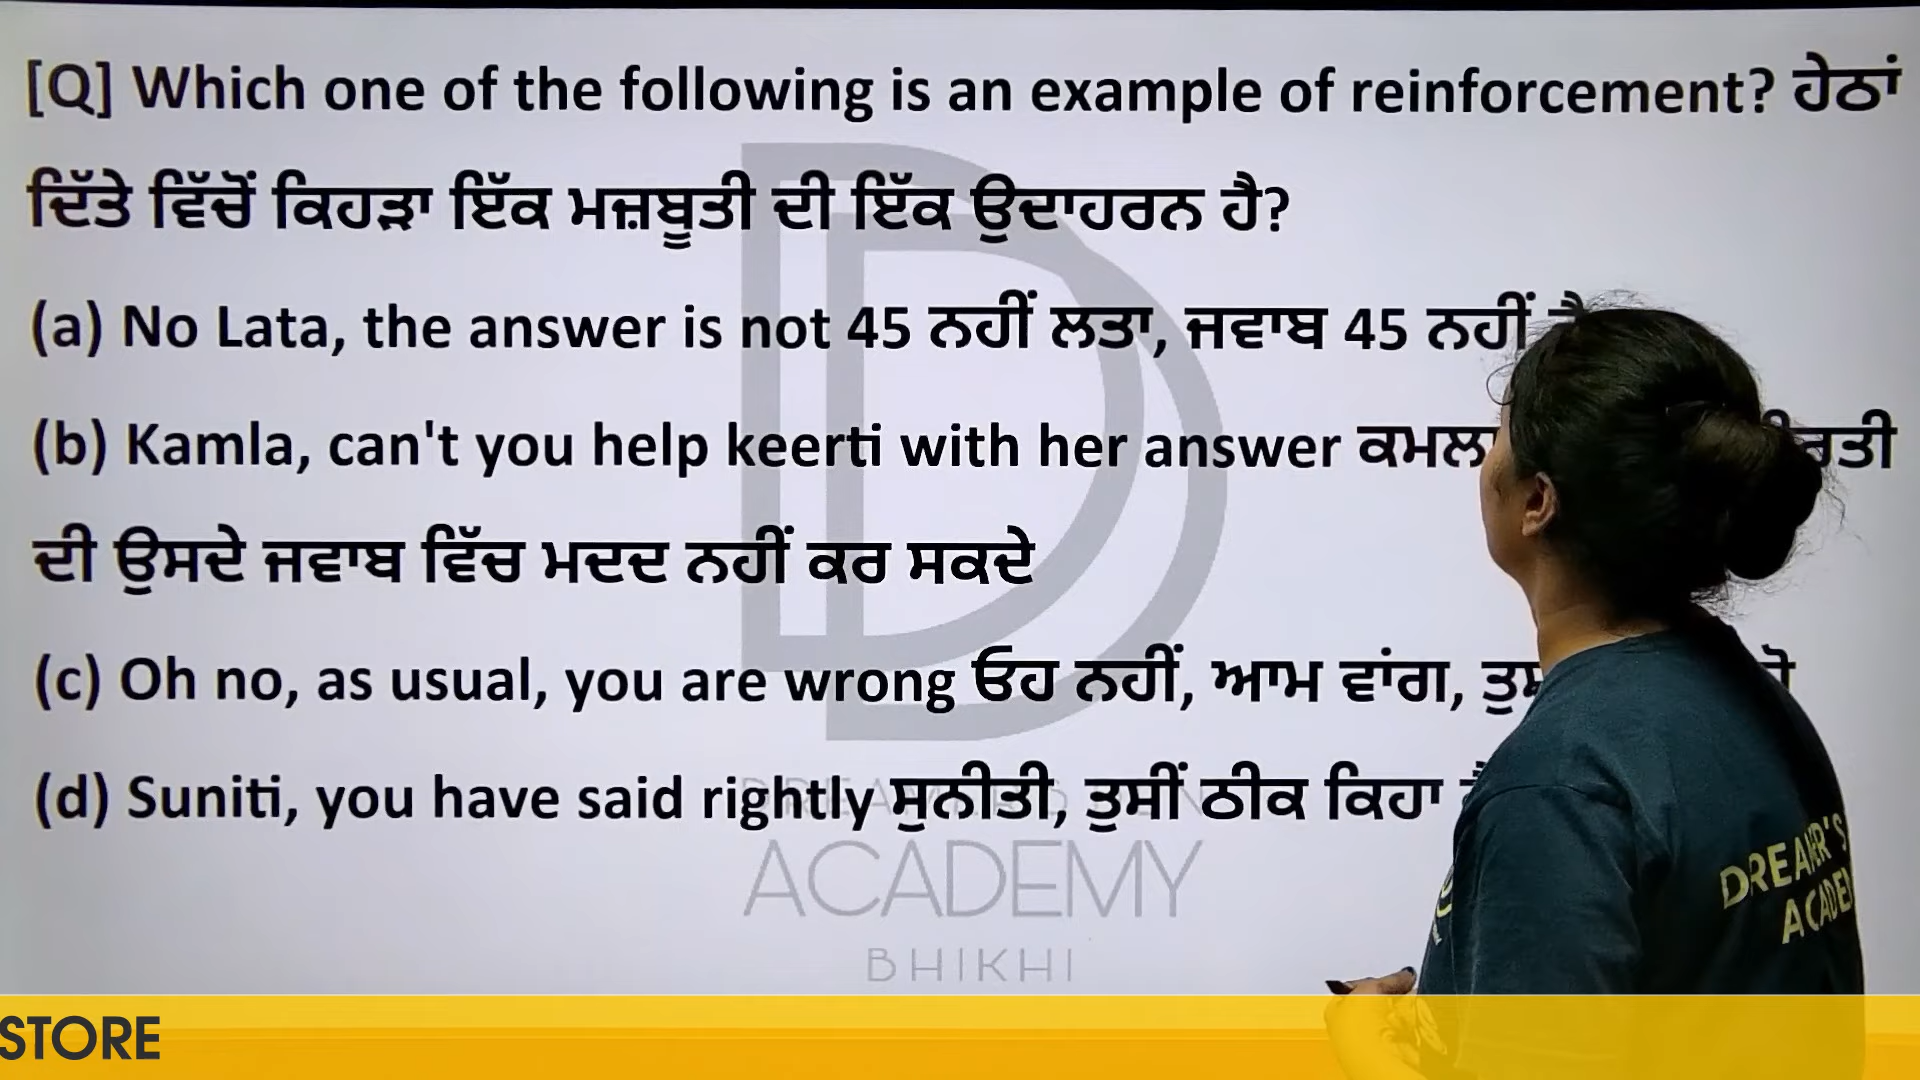 [Q] Which one of the following is an example of reinforcement? ਹੇਠਾਂ
ਦਿੱਤੇ ਵਿੱਚੋਂ ਕਿਹੜਾ ਇੱਕ ਮਜ਼ਬੂਤੀ ਦੀ ਇੱਕ ਉਦਾਹਰਨ ਹੈ?
(a) No Lata, the answer is not 45 ਨਹੀਂ ਲਤਾ, ਜਵਾਬ 45 ਨਹੀਂ
(b) Kamla, can't you help keerti with her answer
ਦੀ ਉਸਦੇ ਜਵਾਬ ਵਿੱਚ ਮਦਦ ਨਹੀਂ ਕਰ ਸਕਦੇ
(c) Oh no, as usual, you are wrong ਓਹ ਨਹੀਂ, ਆਮ ਵਾਂਗ,
(d) Suniti, you have said rightly ਸੁਨੀਤੀ, ਤੁਸੀਂ ਠੀਕ ਕਿਹਾ
ACADEMY
BHIKHI
DREAMER'S
STORE